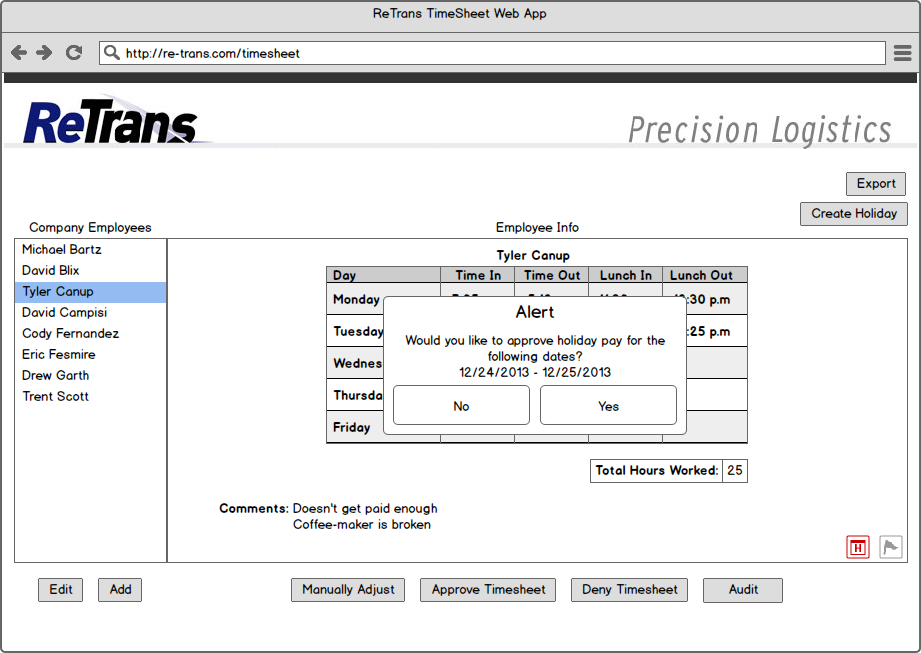 ReTrans TimeSheet Web App
http://re-trans.com/timesheet
ReTrans
Precision Logistics
Export
Create Holiday
Company Employees
Employee Info
Michael Bartz
David Blix
Tyler Canup
David Campisi
Cody Fernandez
Eric Fesmire
Drew Garth
Trent Scott
Tyler Canup
Day Time In Time Out Lunch In Lunch Out
Monday :30 p.m
Tuesday :25 p.m
Wednes
Thursda
Friday
Alert
Would you like to approve holiday pay for the
following dates?
12/24/2013 - 12/25/2013
No Yes
Total Hours Worked: 25
Comments: Doesn't get paid enough
Coffee-maker is broken
H
Edit Add Manually Adjust Approve Timesheet Deny Timesheet Audit